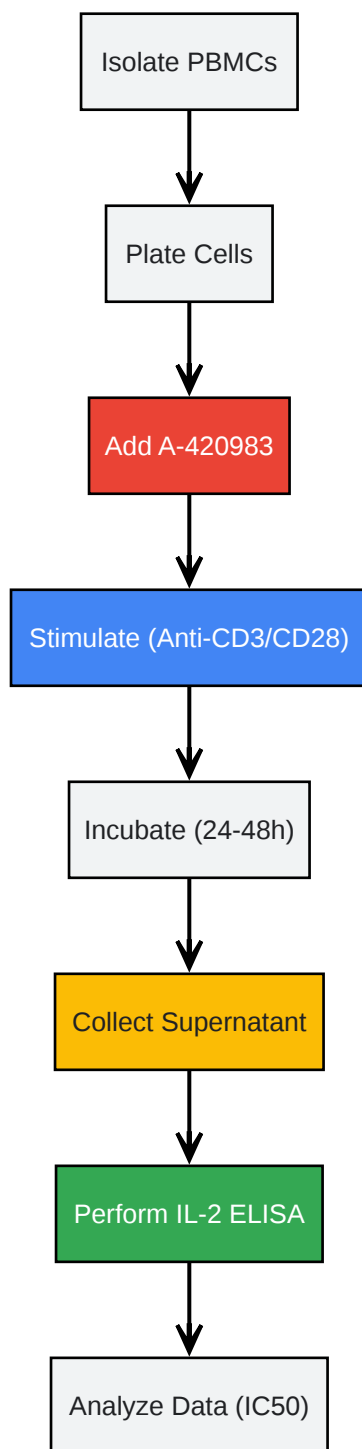 Isolate PBMCs
Plate Cells
Add A-420983
Stimulate (Anti-CD3/CD28)
Incubate (24-48h)
Collect Supernatant
Perform IL-2 ELISA
Analyze Data (IC50)